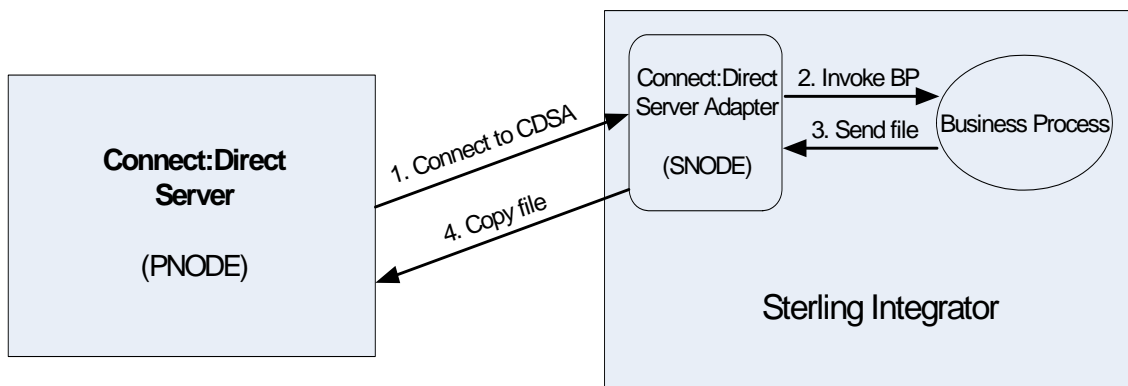 Connect:Direct
Server
(PNODE)
1. Connect to CDSA
4. Copy file
Connect:Direct
Server Adapter
(SNODE)
2. Invoke BP
3. Send file
Business Process
Sterling Integrator